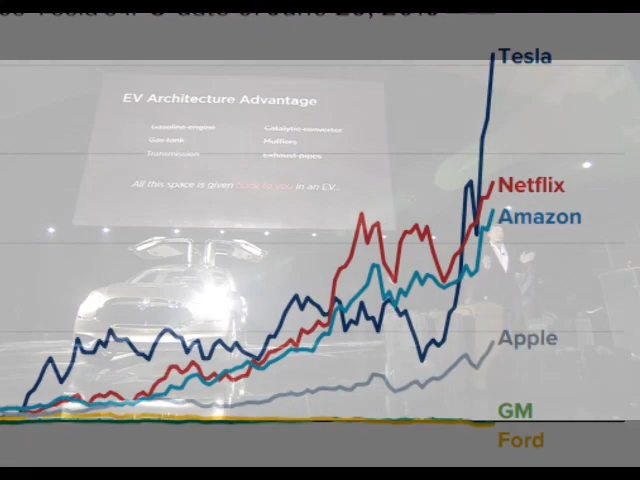 Tesla
EV Architecture Advantage
Gasoline engine
Catalytic convertor
Gas tank
Mufflers
Transmission
exhaust pipes
All this space is given back to you in an EV..
Netflix
Amazon
Apple
GM
Ford